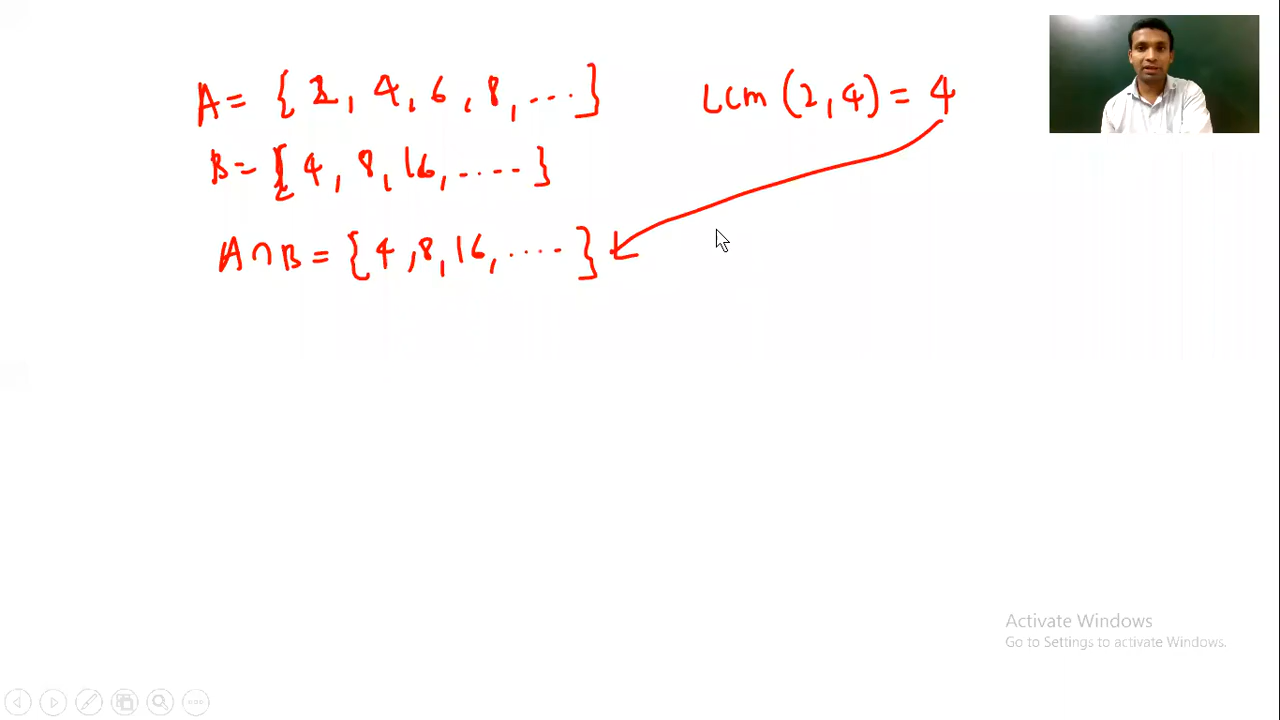 A = { 2, 4, 6, 8, ... }
LCM (2, 4) = 4
B = { 4, 8, 16, ..... }
A ∩ B = { 4, 8, 16, ..... }
Activate Windows
Go to Settings to activate Windows.